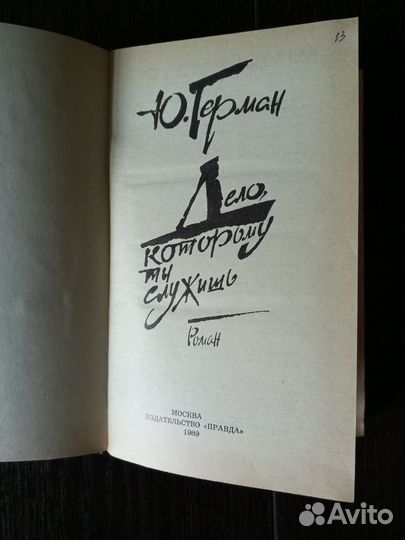 13
Ю. Герман
Дело,
которому
ты
служишь
Роман
МОСКВА
ИЗДАТЕЛЬСТВО «ПРАВДА»
1989
Avito